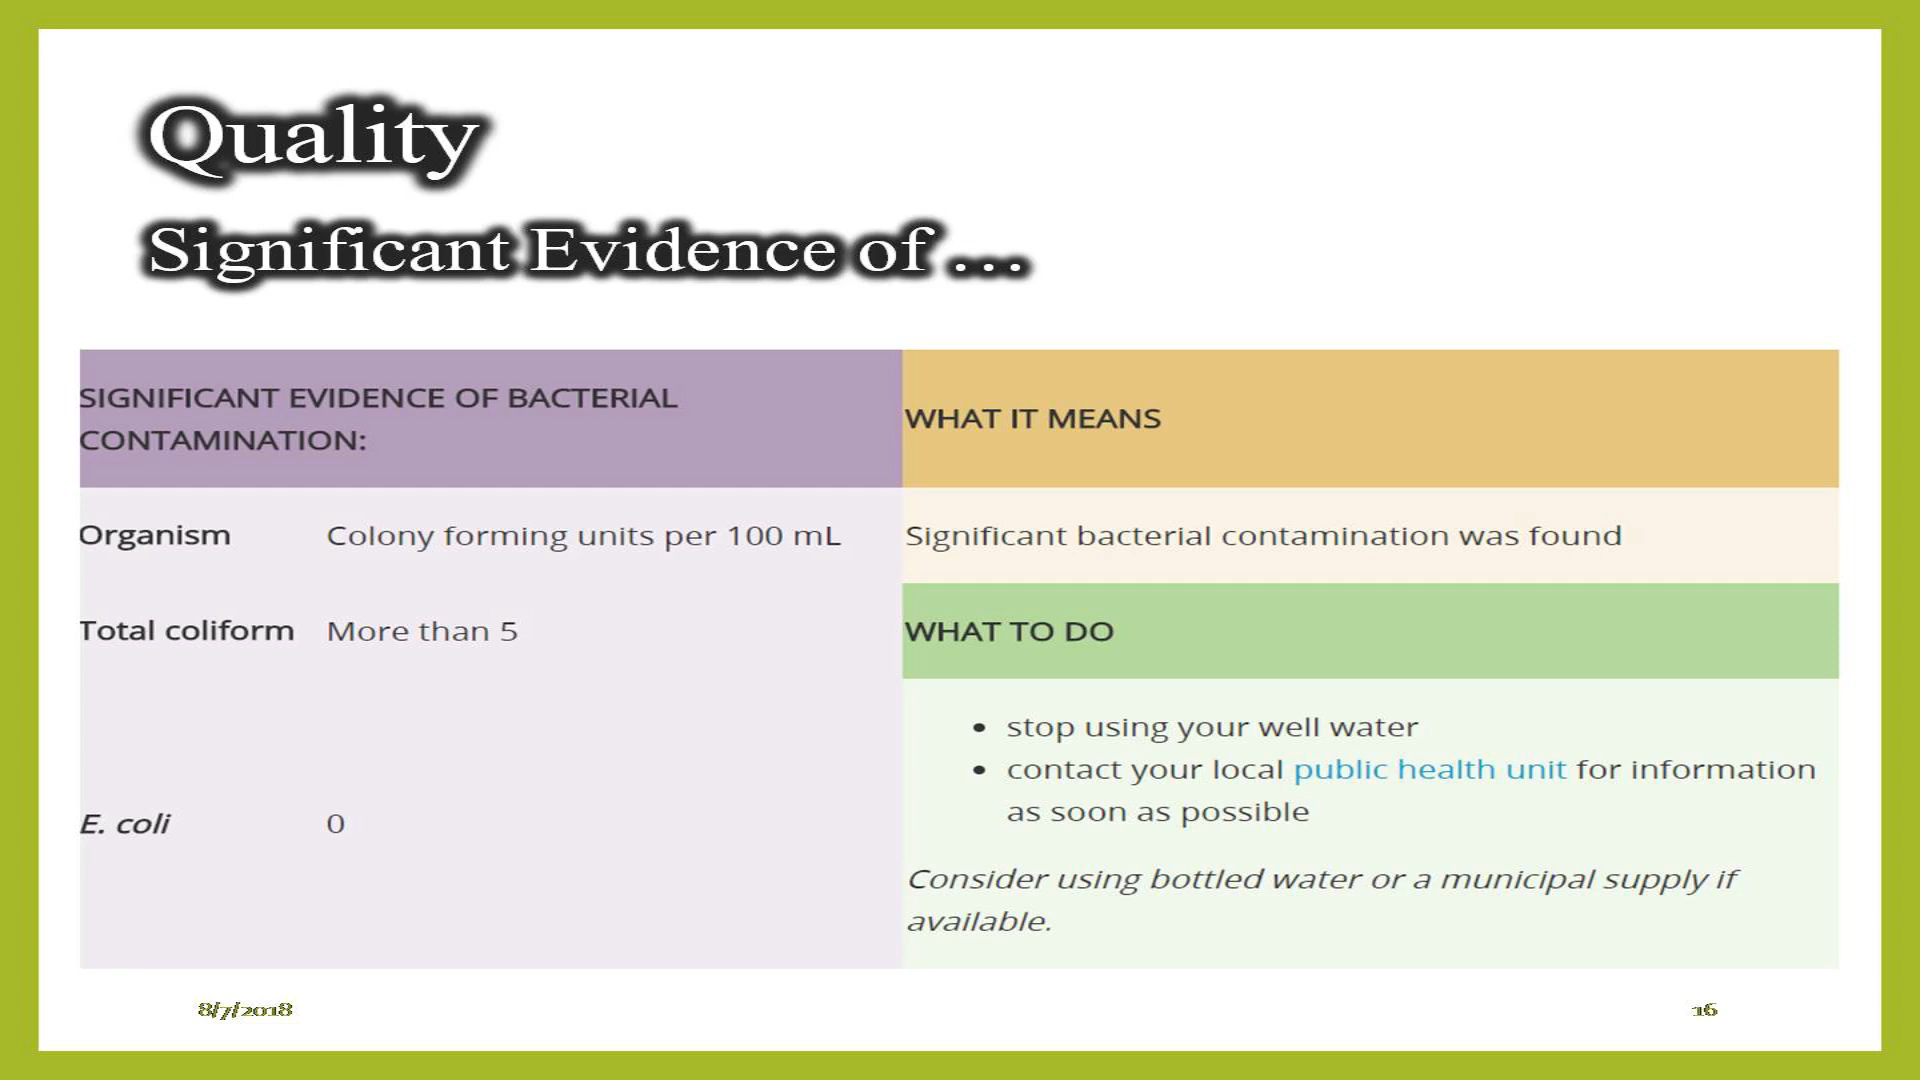 Quality
Significant Evidence of ...
SIGNIFICANT EVIDENCE OF BACTERIAL
CONTAMINATION:
WHAT IT MEANS
Organism Colony forming units per 100 mL
Significant bacterial contamination was found
Total coliform More than 5
WHAT TO DO
E. coli 0
• stop using your well water
• contact your local public health unit for information
as soon as possible
Consider using bottled water or a municipal supply if
available.
8/7/2018
16